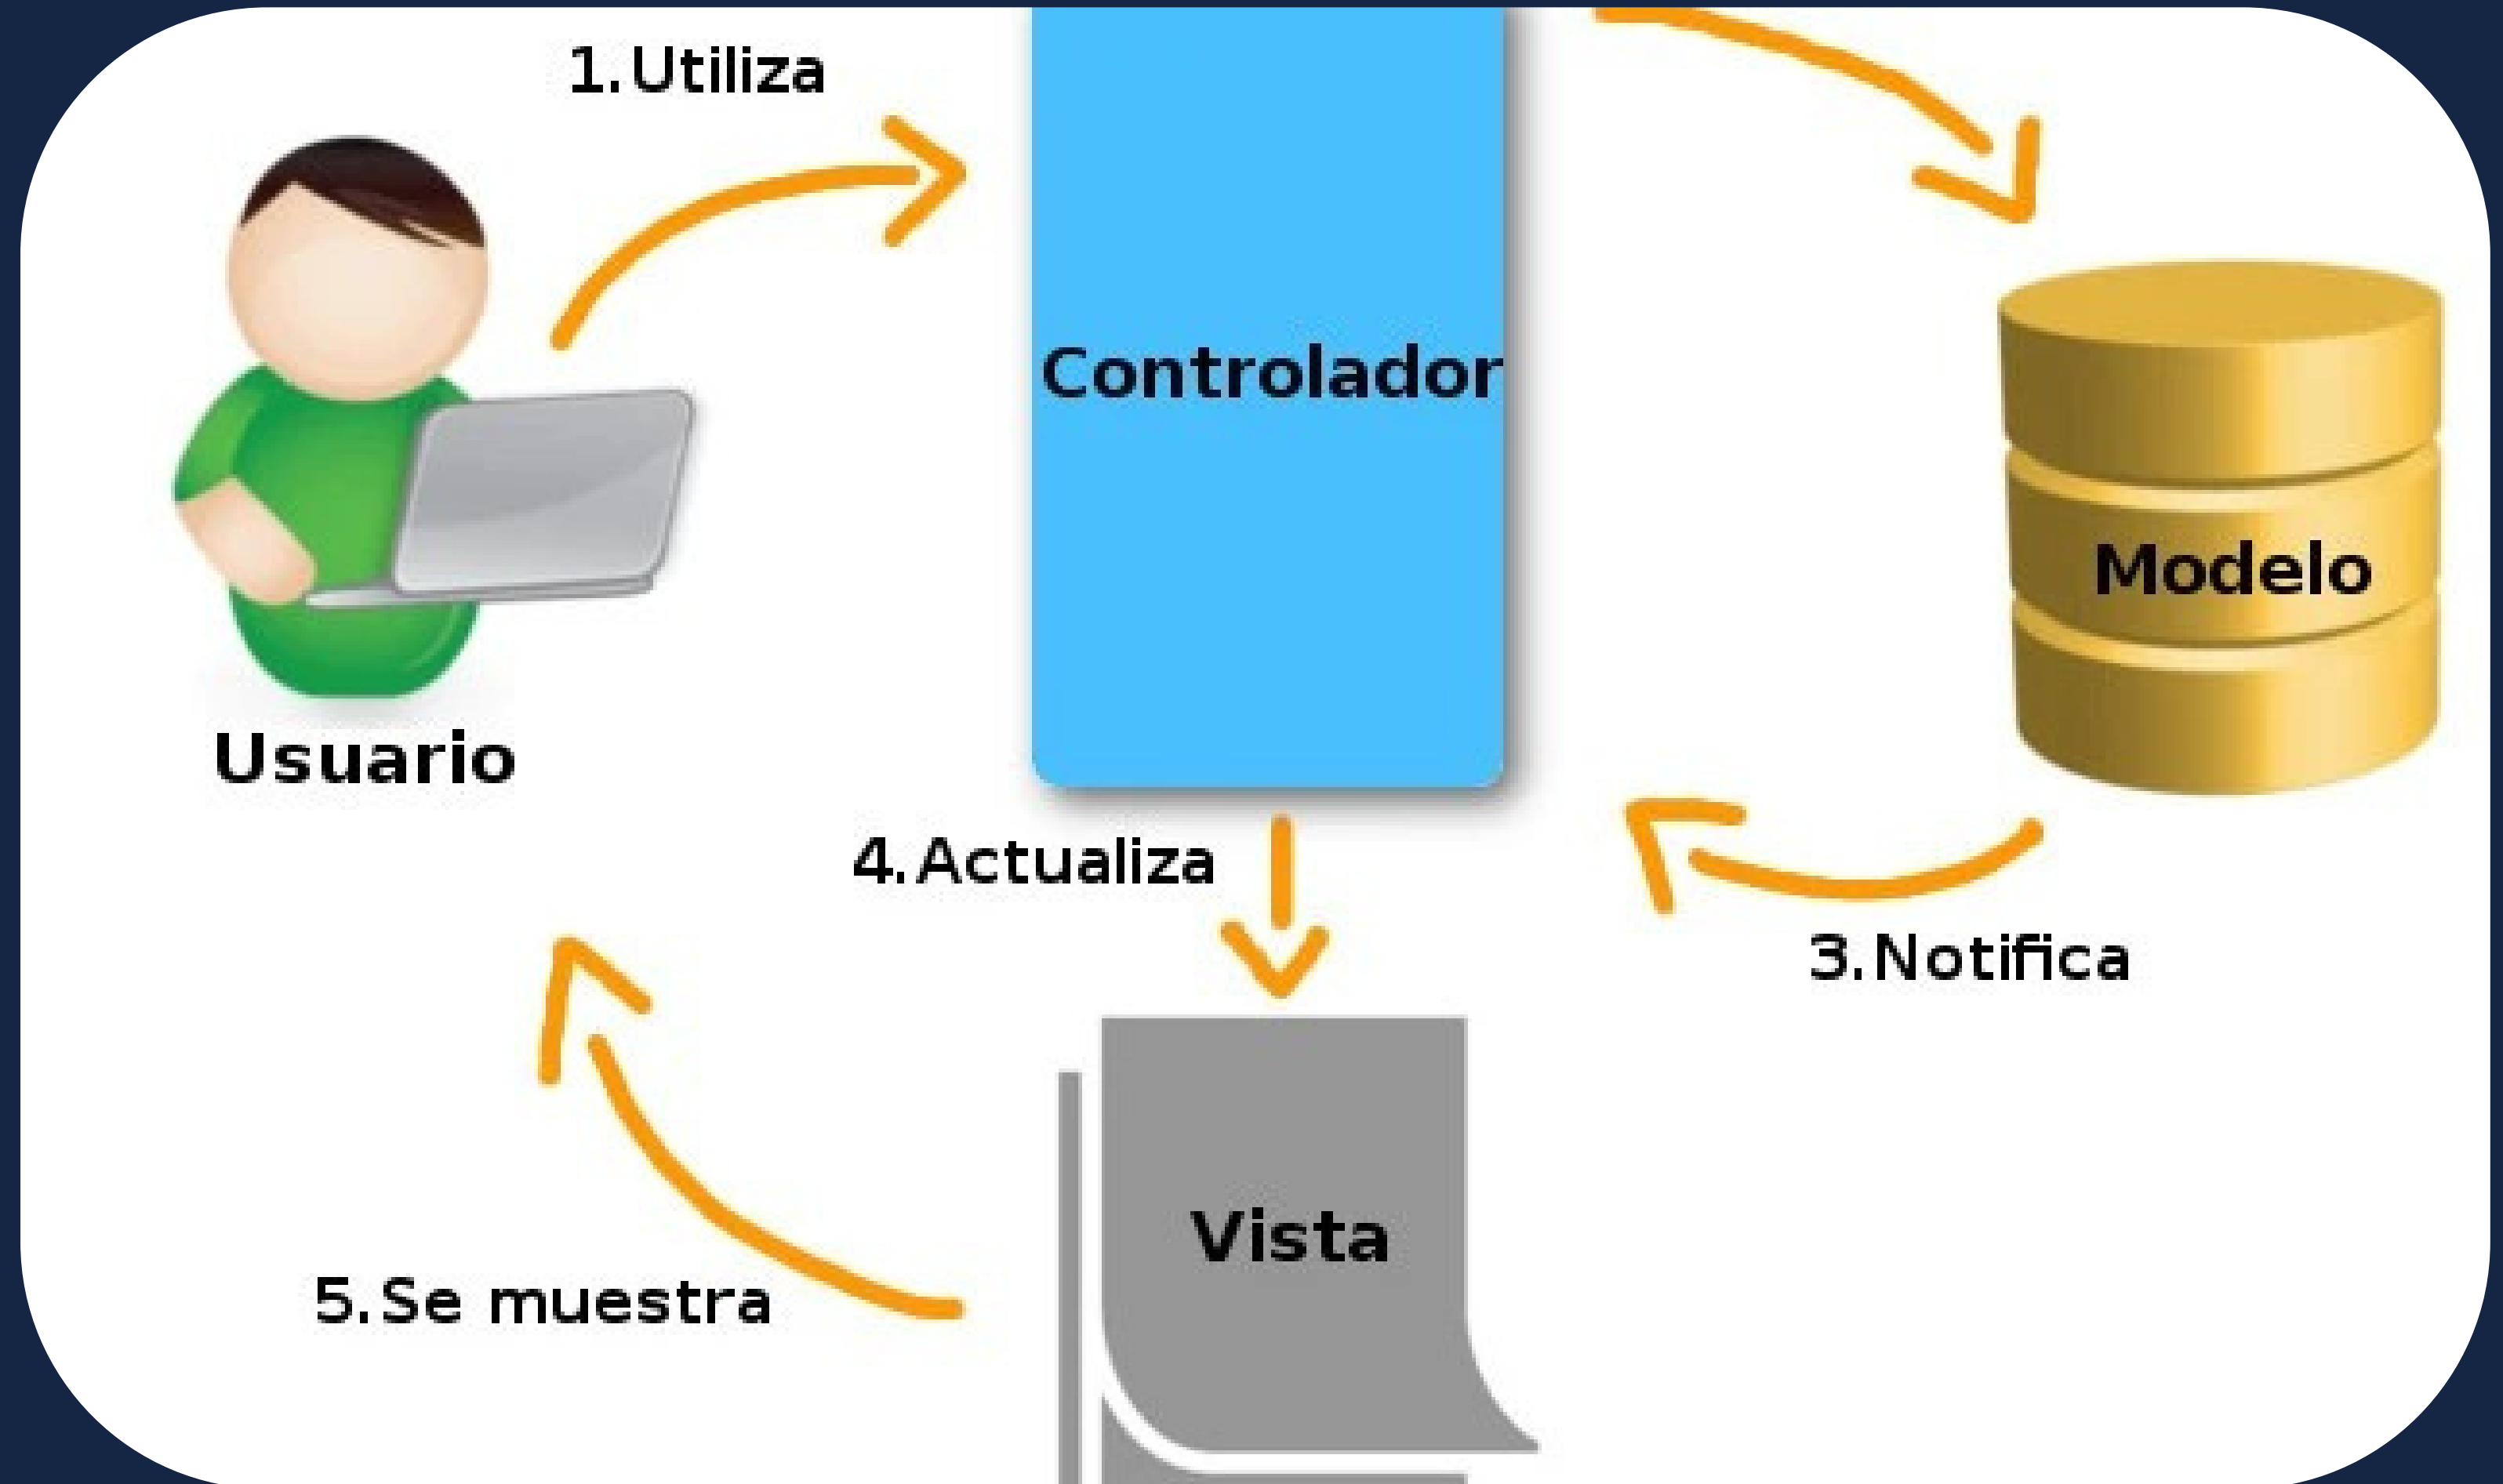 1.Utiliza
Controlador
Modelo
Usuario
4.Actualiza
3.Notifica
Vista
5.Se muestra